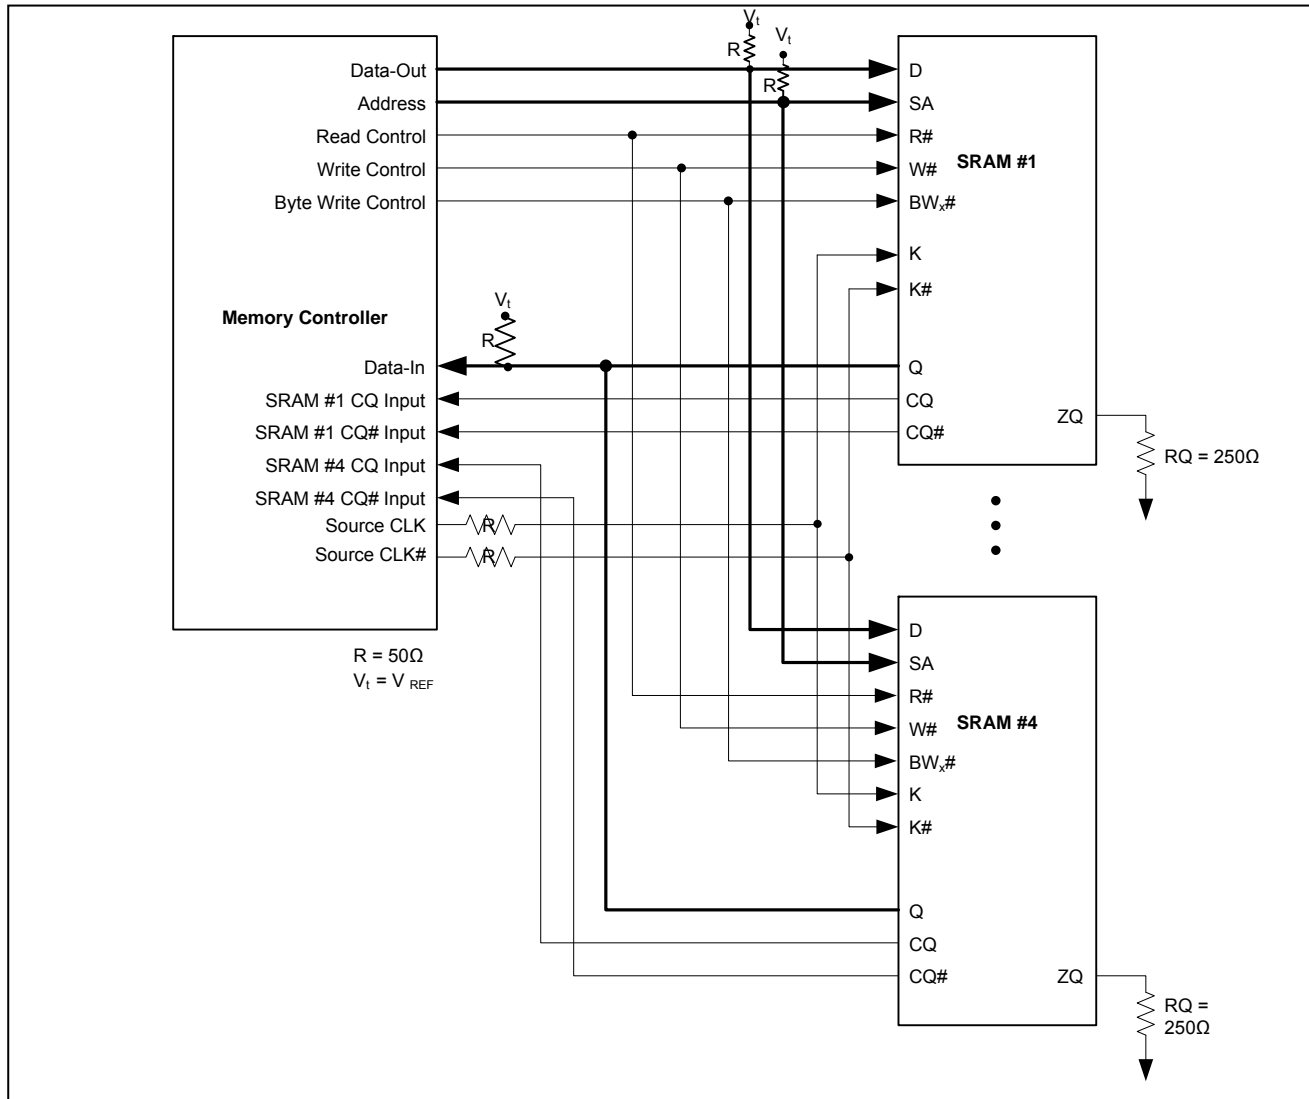 Vt
Vt
R
R
Data-Out
Address
Read Control
Write Control
Byte Write Control
Memory Controller
Vt
R
Data-In
SRAM #1 CQ Input
SRAM #1 CQ# Input
SRAM #4 CQ Input
SRAM #4 CQ# Input
Source CLK
R
Source CLK#
R
R = 50Ω
Vt = V REF
D
SA
R#
SRAM #1
W#
BWx#
K
K#
Q
CQ
ZQ
CQ#
RQ = 250Ω
D
SA
R#
SRAM #4
W#
BWx#
K
K#
Q
CQ
CQ#
ZQ
RQ =
250Ω